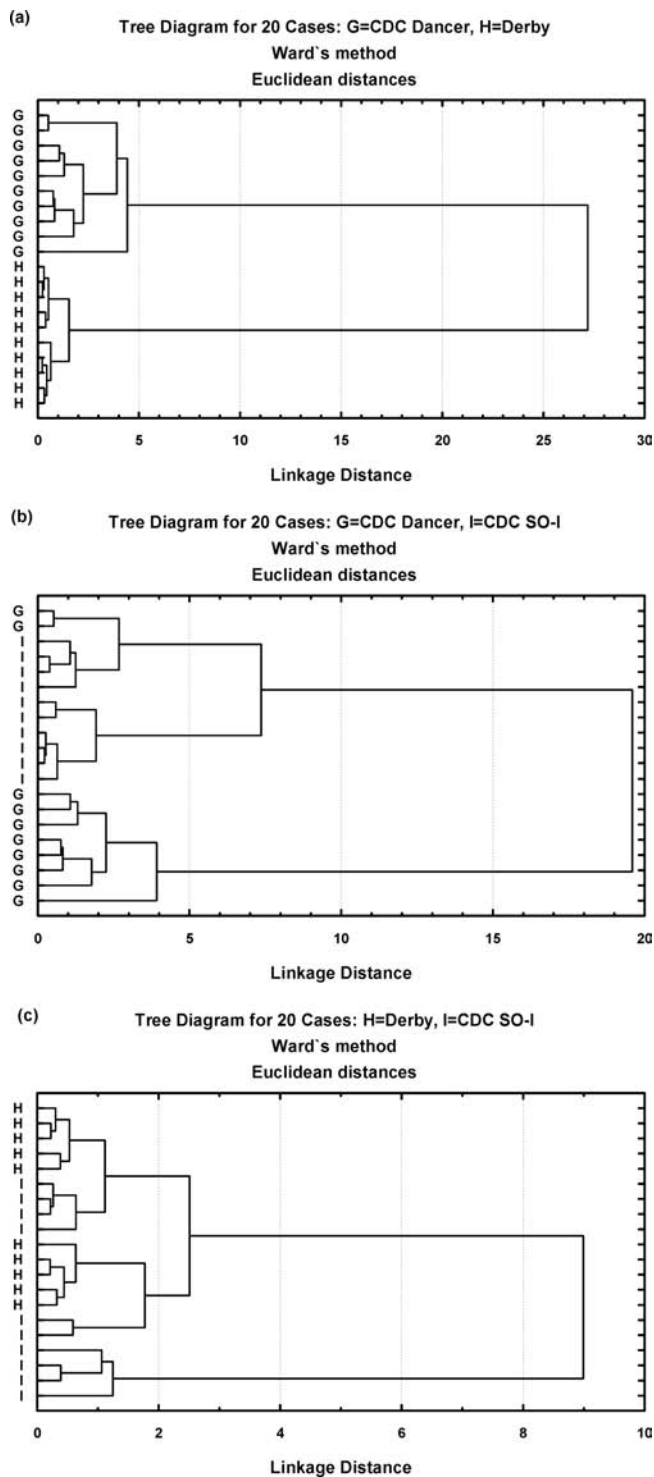 (a)
Tree Diagram for 20 Cases: G=CDC Dancer, H=Derby
Ward`s method
Euclidean distances
G
G
G
G
G
G
G
G
G
G
H
H
H
H
H
H
H
H
H
H
0 5 10 15 20 25 30
Linkage Distance
(b)
Tree Diagram for 20 Cases: G=CDC Dancer, I=CDC SO-I
Ward`s method
Euclidean distances
G
G
I
I
I
I
I
I
I
I
I
I
G
G
G
G
G
G
G
G
0 5 10 15 20
Linkage Distance
(c)
Tree Diagram for 20 Cases: H=Derby, I=CDC SO-I
Ward`s method
Euclidean distances
H
H
H
H
H
I
I
I
I
H
H
H
H
H
I
I
I
I
I
I
0 2 4 6 8 10
Linkage Distance